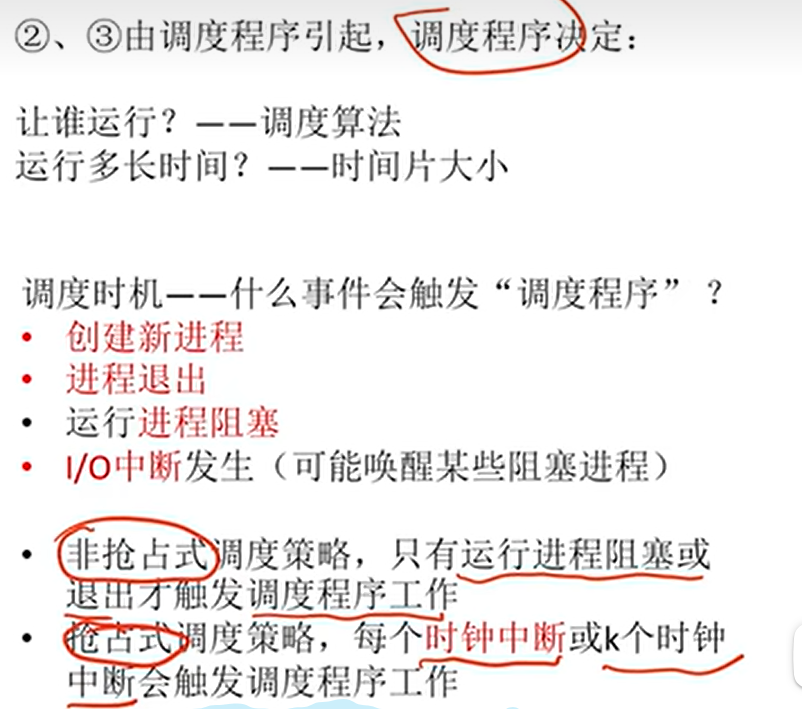 ②、③由调度程序引起，调度程序决定：
让谁运行？——调度算法
运行多长时间？——时间片大小
调度时机——什么事件会触发“调度程序”？
• 创建新进程
• 进程退出
• 运行进程阻塞
• I/O中断发生（可能唤醒某些阻塞进程）
• 非抢占式调度策略，只有运行进程阻塞或
退出才触发调度程序工作
• 抢占式调度策略，每个时钟中断或k个时钟
中断会触发调度程序工作